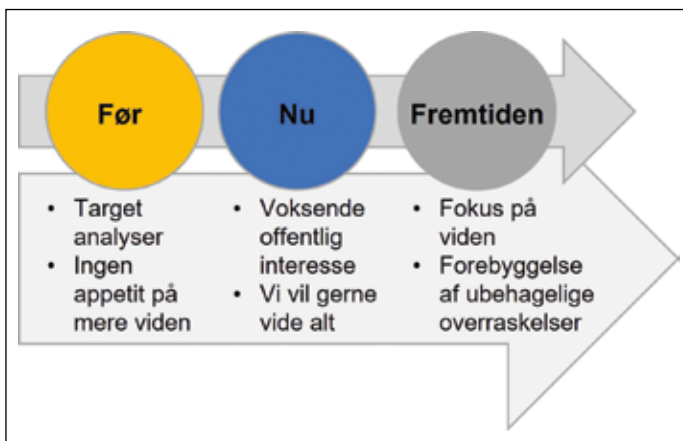 Før
Nu
Fremtiden
• Target
analyser
• Ingen
appetit på
mere viden
• Voksende
offentlig
interesse
• Vi vil gerne
vide alt
• Fokus på
viden
• Forebyggelse
af ubehagelige
overraskelser